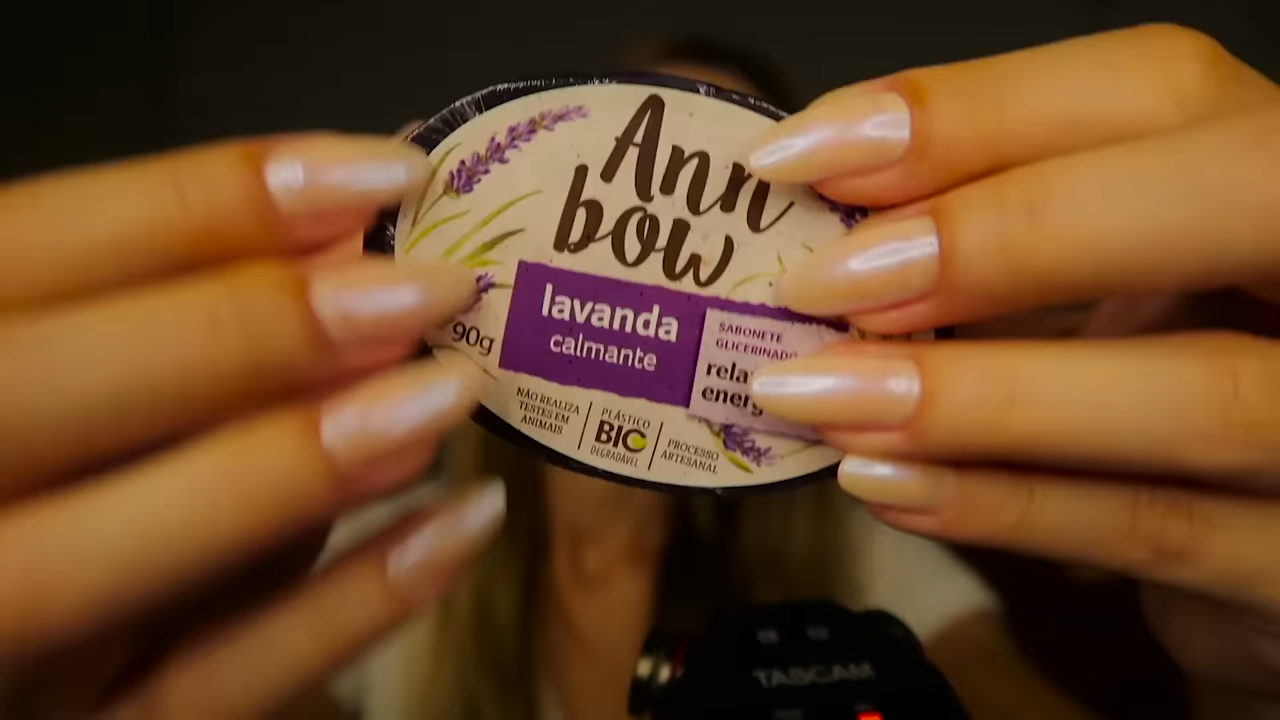 Ann
bow
lavanda
calmante
90g
SABONETE
GLICERINADO
NÃO REALIZA
TESTES EM
ANIMAIS
PLÁSTICO
BIO
DEGRADÁVEL
PROCESSO
ARTESANAL
TASCAM